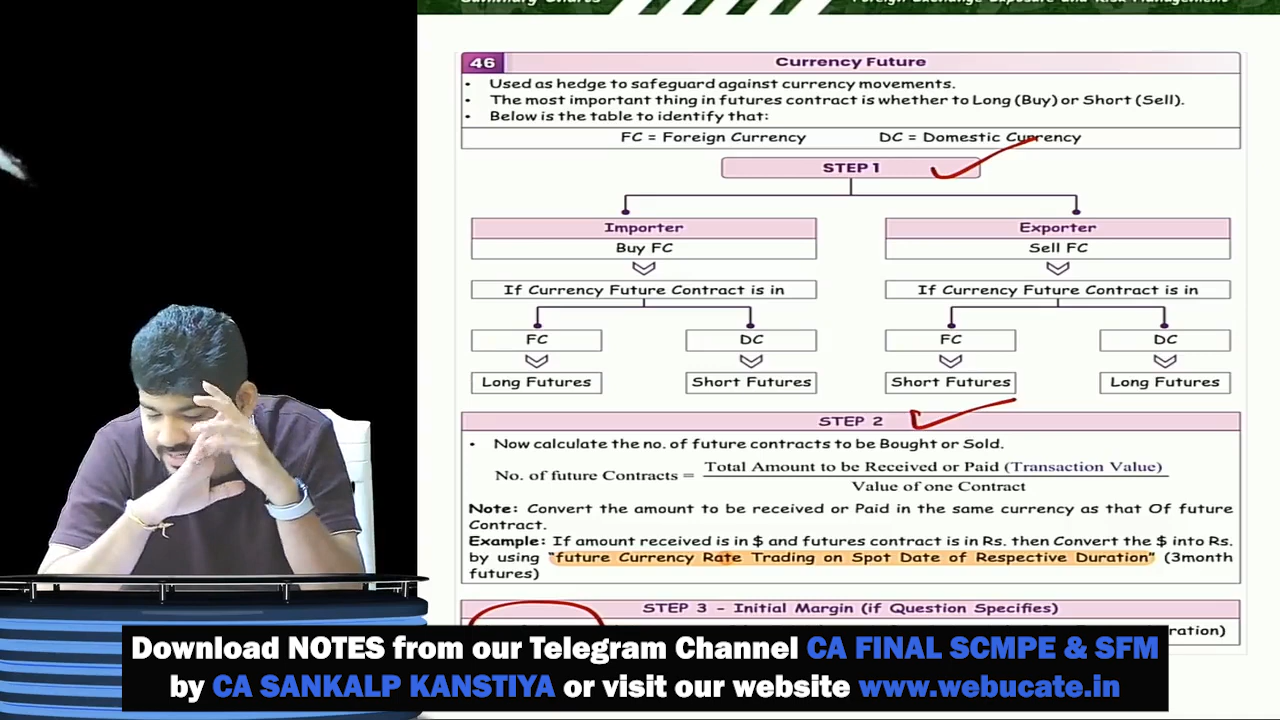 Summary Charts
Foreign Exchange Exposure and Risk Management
46
Currency Future
• Used as hedge to safeguard against currency movements.
• The most important thing in futures contract is whether to Long (Buy) or Short (Sell).
• Below is the table to identify that:
FC = Foreign Currency DC = Domestic Currency
STEP 1
Importer
Exporter
Buy FC
Sell FC
If Currency Future Contract is in
If Currency Future Contract is in
FC
DC
FC
DC
Long Futures
Short Futures
Short Futures
Long Futures
STEP 2
• Now calculate the no. of future contracts to be Bought or Sold.
No. of future Contracts = Total Amount to be Received or Paid (Transaction Value)
Value of one Contract
Note: Convert the amount to be received or Paid in the same currency as that Of future
Contract.
Example: If amount received is in $ and futures contract is in Rs. then Convert the $ into Rs.
by using "future Currency Rate Trading on Spot Date of Respective Duration" (3month
futures)
STEP 3 - Initial Margin (if Question Specifies)
Download NOTES from our Telegram Channel CA FINAL SCMPE & SFM
by CA SANKALP KANSTIYA or visit our website www.webucate.in